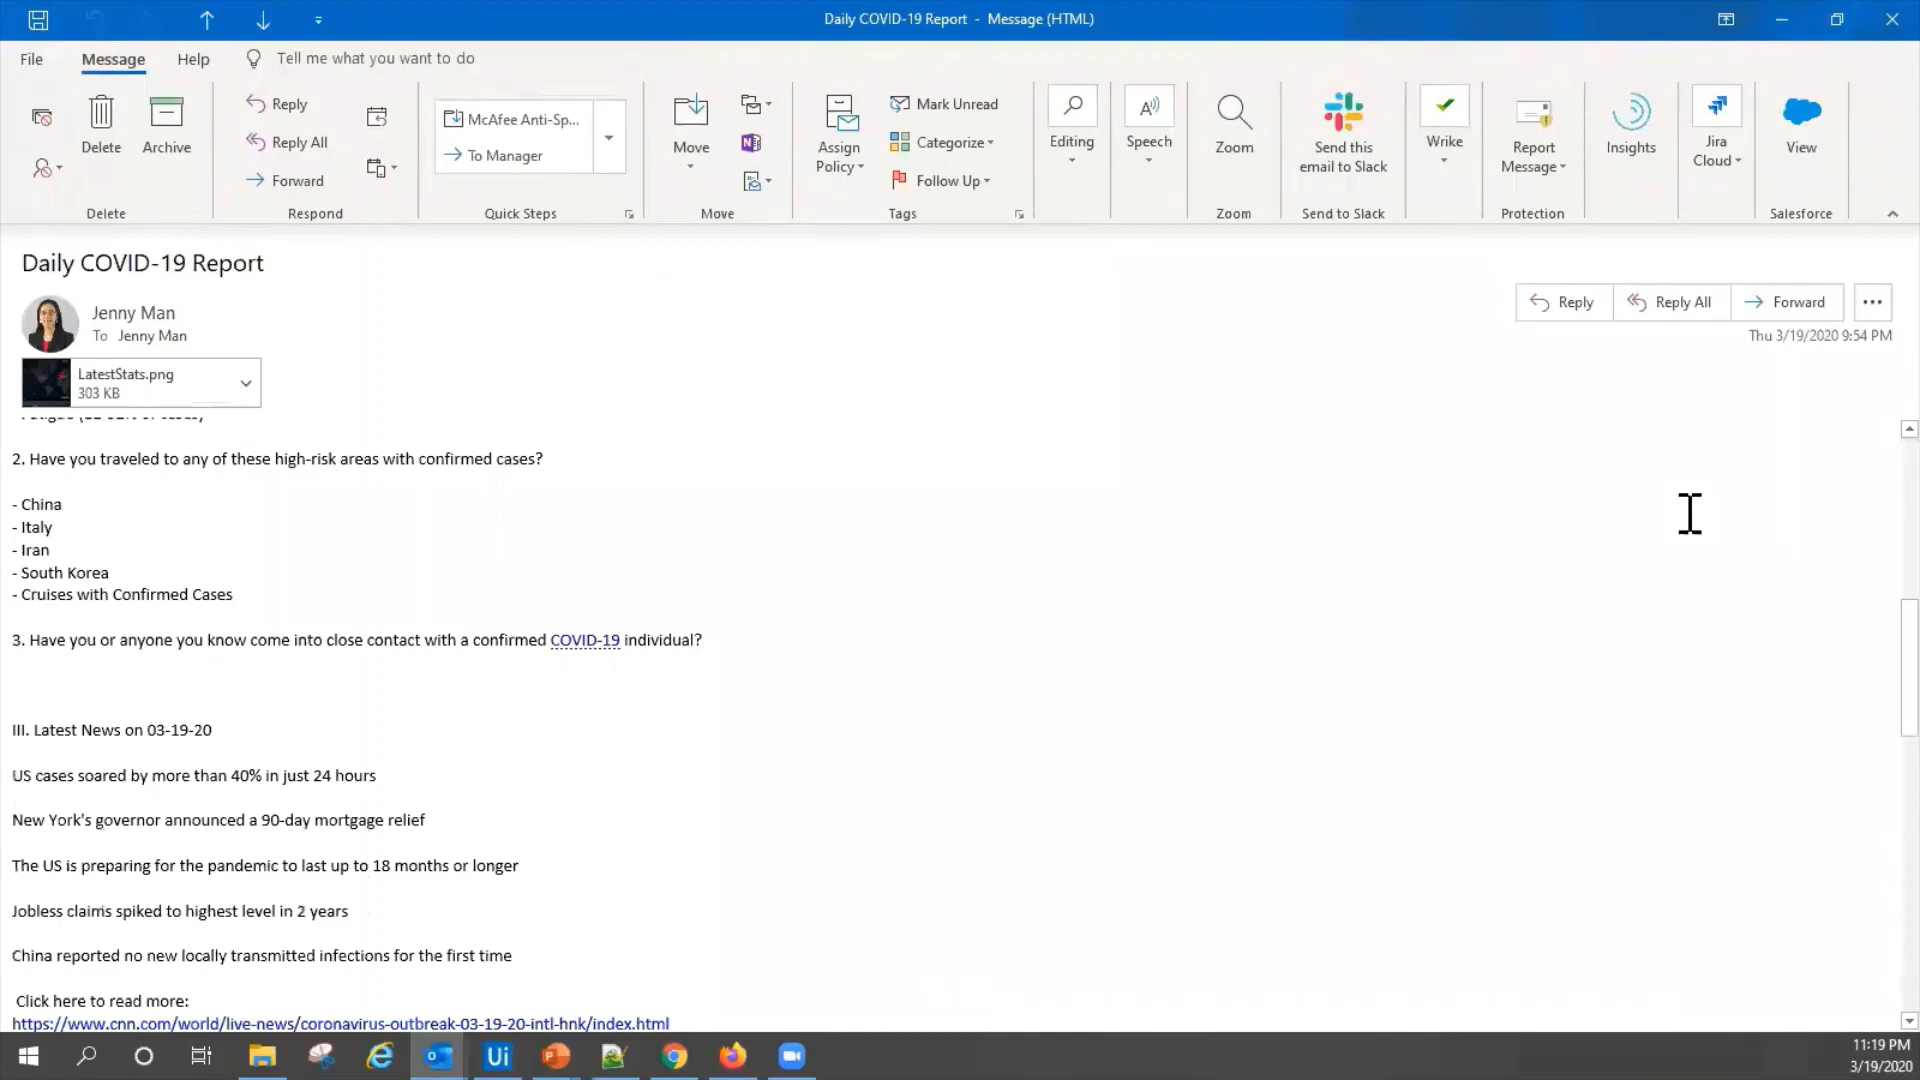 Daily COVID-19 Report - Message (HTML)
File Message Help Tell me what you want to do
Delete
Archive
Delete
Reply
Reply All
Forward
Respond
McAfee Anti-Sp...
To Manager
Quick Steps
Move
Move
Assign Policy
Mark Unread
Categorize
Follow Up
Tags
Editing
Speech
Zoom
Zoom
Send this email to Slack
Send to Slack
Wrike
Report Message
Protection
Insights
Jira Cloud
View
Salesforce
Daily COVID-19 Report
Jenny Man
To Jenny Man
Reply Reply All Forward
Thu 3/19/2020 9:54 PM
LatestStats.png
303 KB
2. Have you traveled to any of these high-risk areas with confirmed cases?
- China
- Italy
- Iran
- South Korea
- Cruises with Confirmed Cases
3. Have you or anyone you know come into close contact with a confirmed COVID-19 individual?
III. Latest News on 03-19-20
US cases soared by more than 40% in just 24 hours
New York's governor announced a 90-day mortgage relief
The US is preparing for the pandemic to last up to 18 months or longer
Jobless claims spiked to highest level in 2 years
China reported no new locally transmitted infections for the first time
Click here to read more:
https://www.cnn.com/world/live-news/coronavirus-outbreak-03-19-20-intl-hnk/index.html
Ui
11:19 PM
3/19/2020